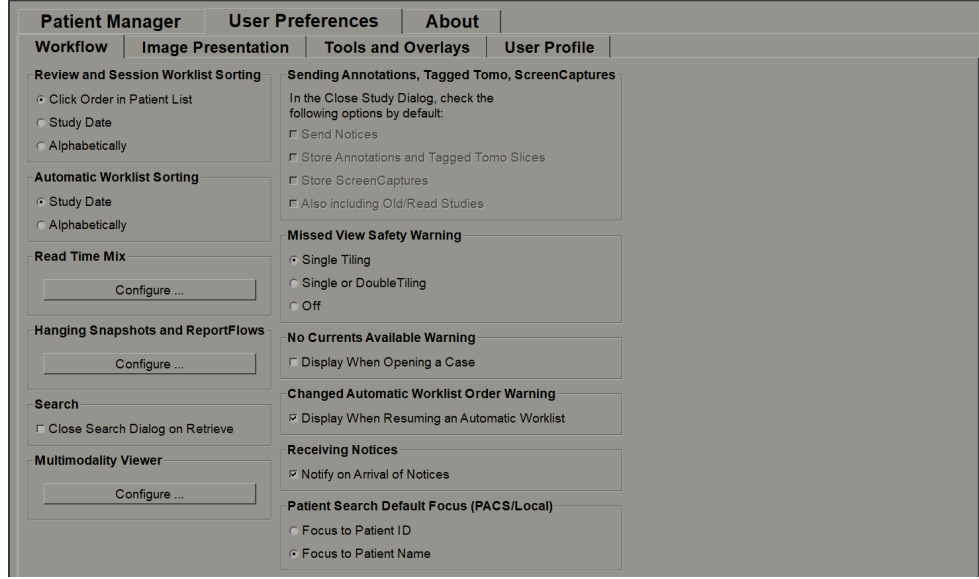 Patient Manager User Preferences About
Workflow Image Presentation Tools and Overlays User Profile
Review and Session Worklist Sorting
Click Order in Patient List
Study Date
Alphabetically
Automatic Worklist Sorting
Study Date
Alphabetically
Read Time Mix
Configure ...
Hanging Snapshots and ReportFlows
Configure ...
Search
Close Search Dialog on Retrieve
Multimodality Viewer
Configure ...
Sending Annotations, Tagged Tomo, ScreenCaptures
In the Close Study Dialog, check the
following options by default:
Send Notices
Store Annotations and Tagged Tomo Slices
Store ScreenCaptures
Also including Old/Read Studies
Missed View Safety Warning
Single Tiling
Single or DoubleTiling
Off
No Currents Available Warning
Display When Opening a Case
Changed Automatic Worklist Order Warning
Display When Resuming an Automatic Worklist
Receiving Notices
Notify on Arrival of Notices
Patient Search Default Focus (PACS/Local)
Focus to Patient ID
Focus to Patient Name